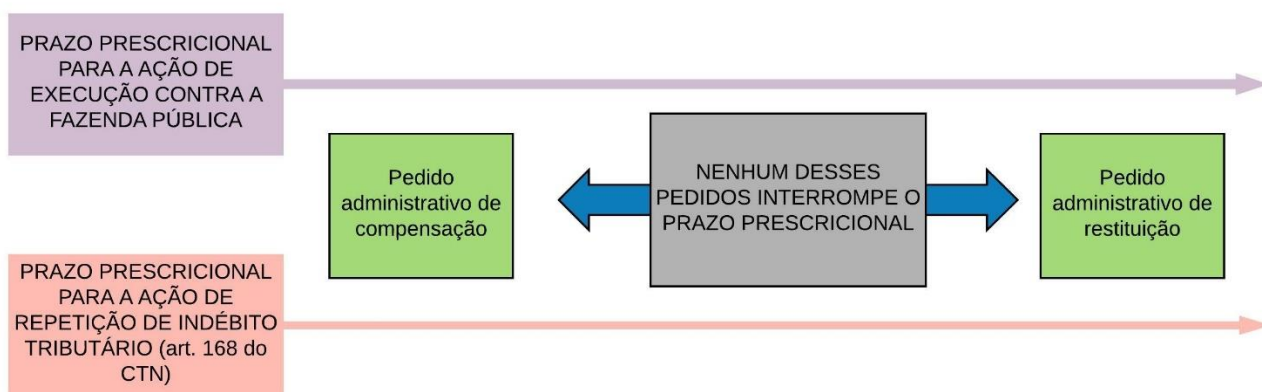 PRAZO PRESCRICIONAL
PARA A AÇÃO DE
EXECUÇÃO CONTRA A
FAZENDA PÚBLICA
Pedido
administrativo de
compensação
NENHUM DESSES
PEDIDOS INTERROMPE O
PRAZO PRESCRICIONAL
Pedido
administrativo de
restituição
PRAZO PRESCRICIONAL
PARA A AÇÃO DE
REPETIÇÃO DE INDÉBITO
TRIBUTÁRIO (art. 168 do
CTN)